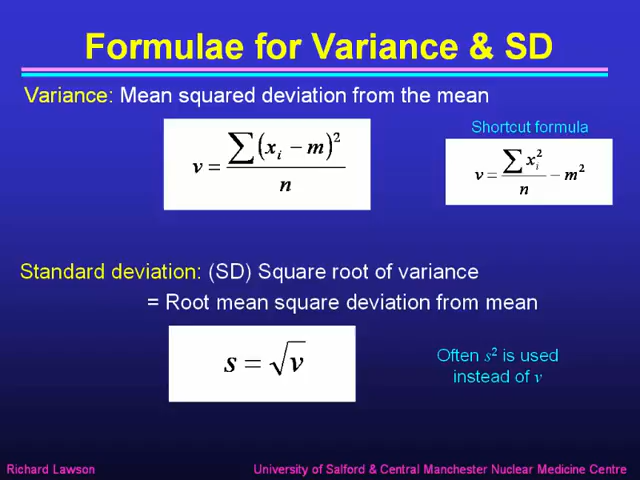 Formulae for Variance & SD
Variance: Mean squared deviation from the mean
Shortcut formula
v = ∑(xᵢ − m)² / n
v = ∑xᵢ² / n − m²
Standard deviation: (SD) Square root of variance
= Root mean square deviation from mean
s = √v
Often s² is used
instead of v
Richard Lawson
University of Salford & Central Manchester Nuclear Medicine Centre